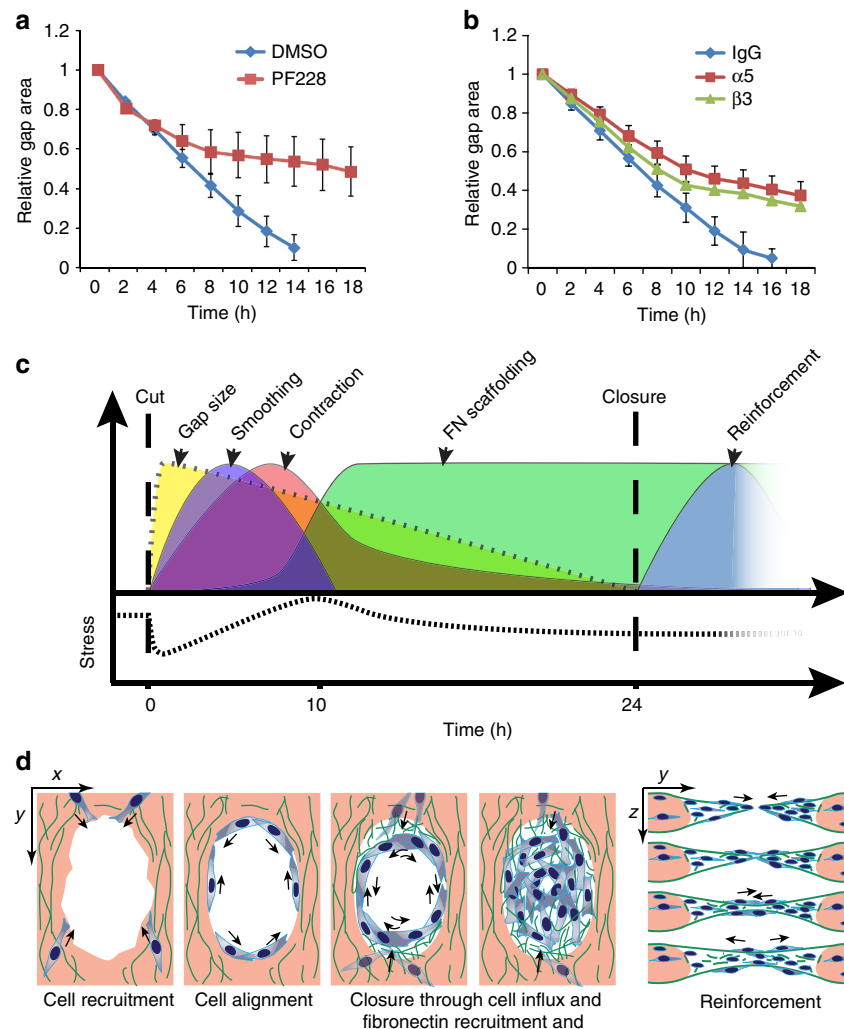 a
1.2
1
0.8
0.6
0.4
0.2
0
Relative gap area
DMSO
PF228
0 2 4 6 8 10 12 14 16 18
Time (h)
b
1.2
1
0.8
0.6
0.4
0.2
0
Relative gap area
IgG
α5
β3
0 2 4 6 8 10 12 14 16 18
Time (h)
c
Cut
Gap size
Smoothing
Contraction
FN scaffolding
Closure
Reinforcement
Stress
0 10 24
Time (h)
d
x
y
y
z
Cell recruitment
Cell alignment
Closure through cell influx and
fibronectin recruitment and
Reinforcement